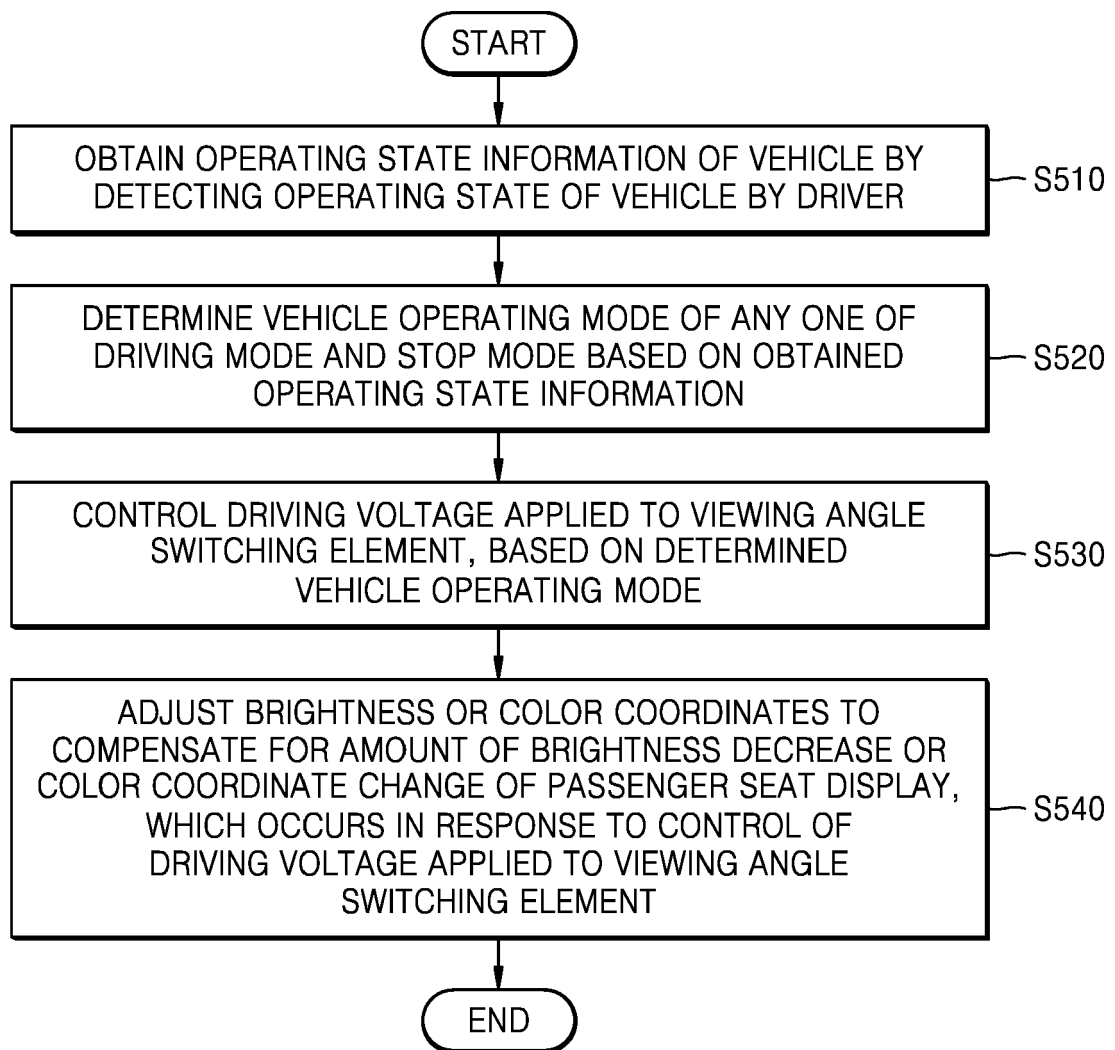 START
OBTAIN OPERATING STATE INFORMATION OF VEHICLE BY
DETECTING OPERATING STATE OF VEHICLE BY DRIVER
S510
DETERMINE VEHICLE OPERATING MODE OF ANY ONE OF
DRIVING MODE AND STOP MODE BASED ON OBTAINED
OPERATING STATE INFORMATION
S520
CONTROL DRIVING VOLTAGE APPLIED TO VIEWING ANGLE
SWITCHING ELEMENT, BASED ON DETERMINED
VEHICLE OPERATING MODE
S530
ADJUST BRIGHTNESS OR COLOR COORDINATES TO
COMPENSATE FOR AMOUNT OF BRIGHTNESS DECREASE OR
COLOR COORDINATE CHANGE OF PASSENGER SEAT DISPLAY,
WHICH OCCURS IN RESPONSE TO CONTROL OF
DRIVING VOLTAGE APPLIED TO VIEWING ANGLE
SWITCHING ELEMENT
S540
END